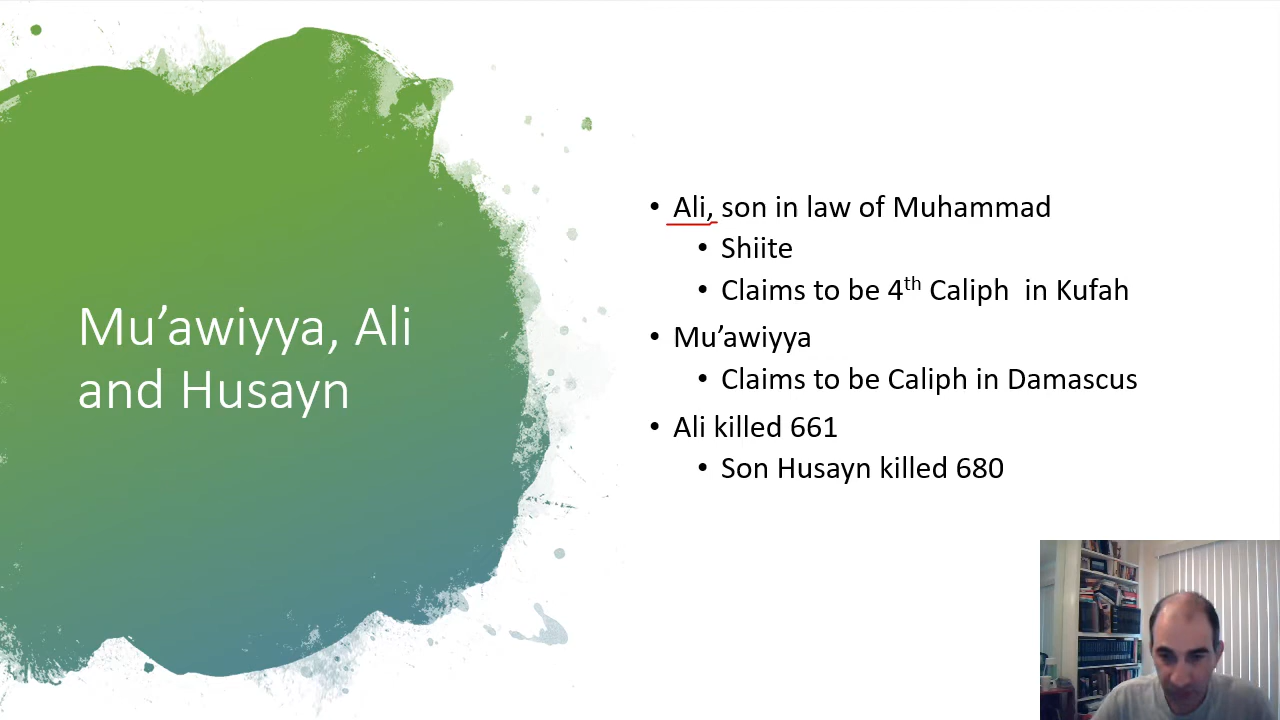 Mu’awiyya, Ali
and Husayn
• Ali, son in law of Muhammad
• Shiite
• Claims to be 4th Caliph in Kufah
• Mu’awiyya
• Claims to be Caliph in Damascus
• Ali killed 661
• Son Husayn killed 680